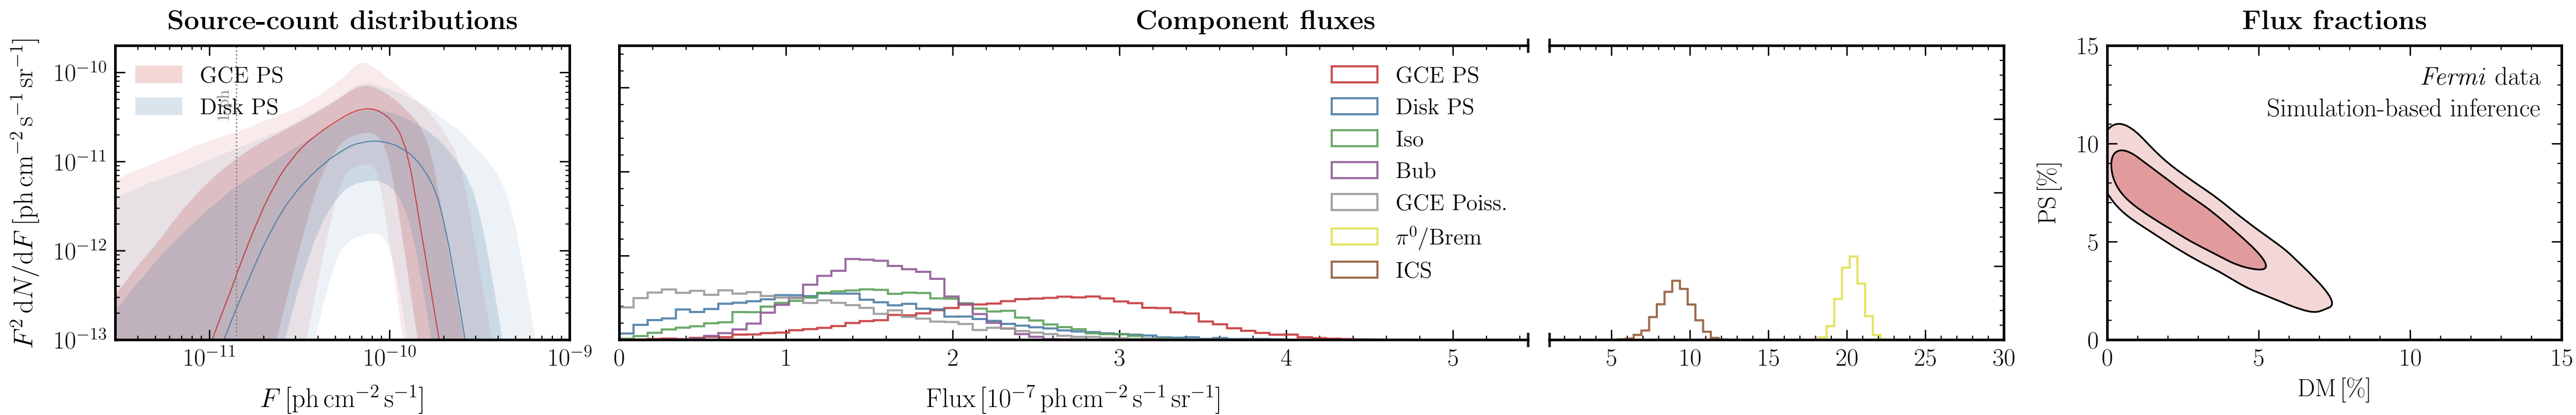 Source-count distributions
F² dN/dF [ph cm⁻² s⁻¹ sr⁻¹]
10⁻¹⁰
10⁻¹¹
10⁻¹²
10⁻¹³
GCE PS
Disk PS
1 ph
10⁻¹¹ 10⁻¹⁰ 10⁻⁹
F [ph cm⁻² s⁻¹]
Component fluxes
GCE PS
Disk PS
Iso
Bub
GCE Poiss.
π⁰/Brem
ICS
0 1 2 3 4 5
5 10 15 20 25 30
Flux [10⁻⁷ ph cm⁻² s⁻¹ sr⁻¹]
Flux fractions
PS [%]
15
10
5
0
Fermi data
Simulation-based inference
0 5 10 15
DM [%]